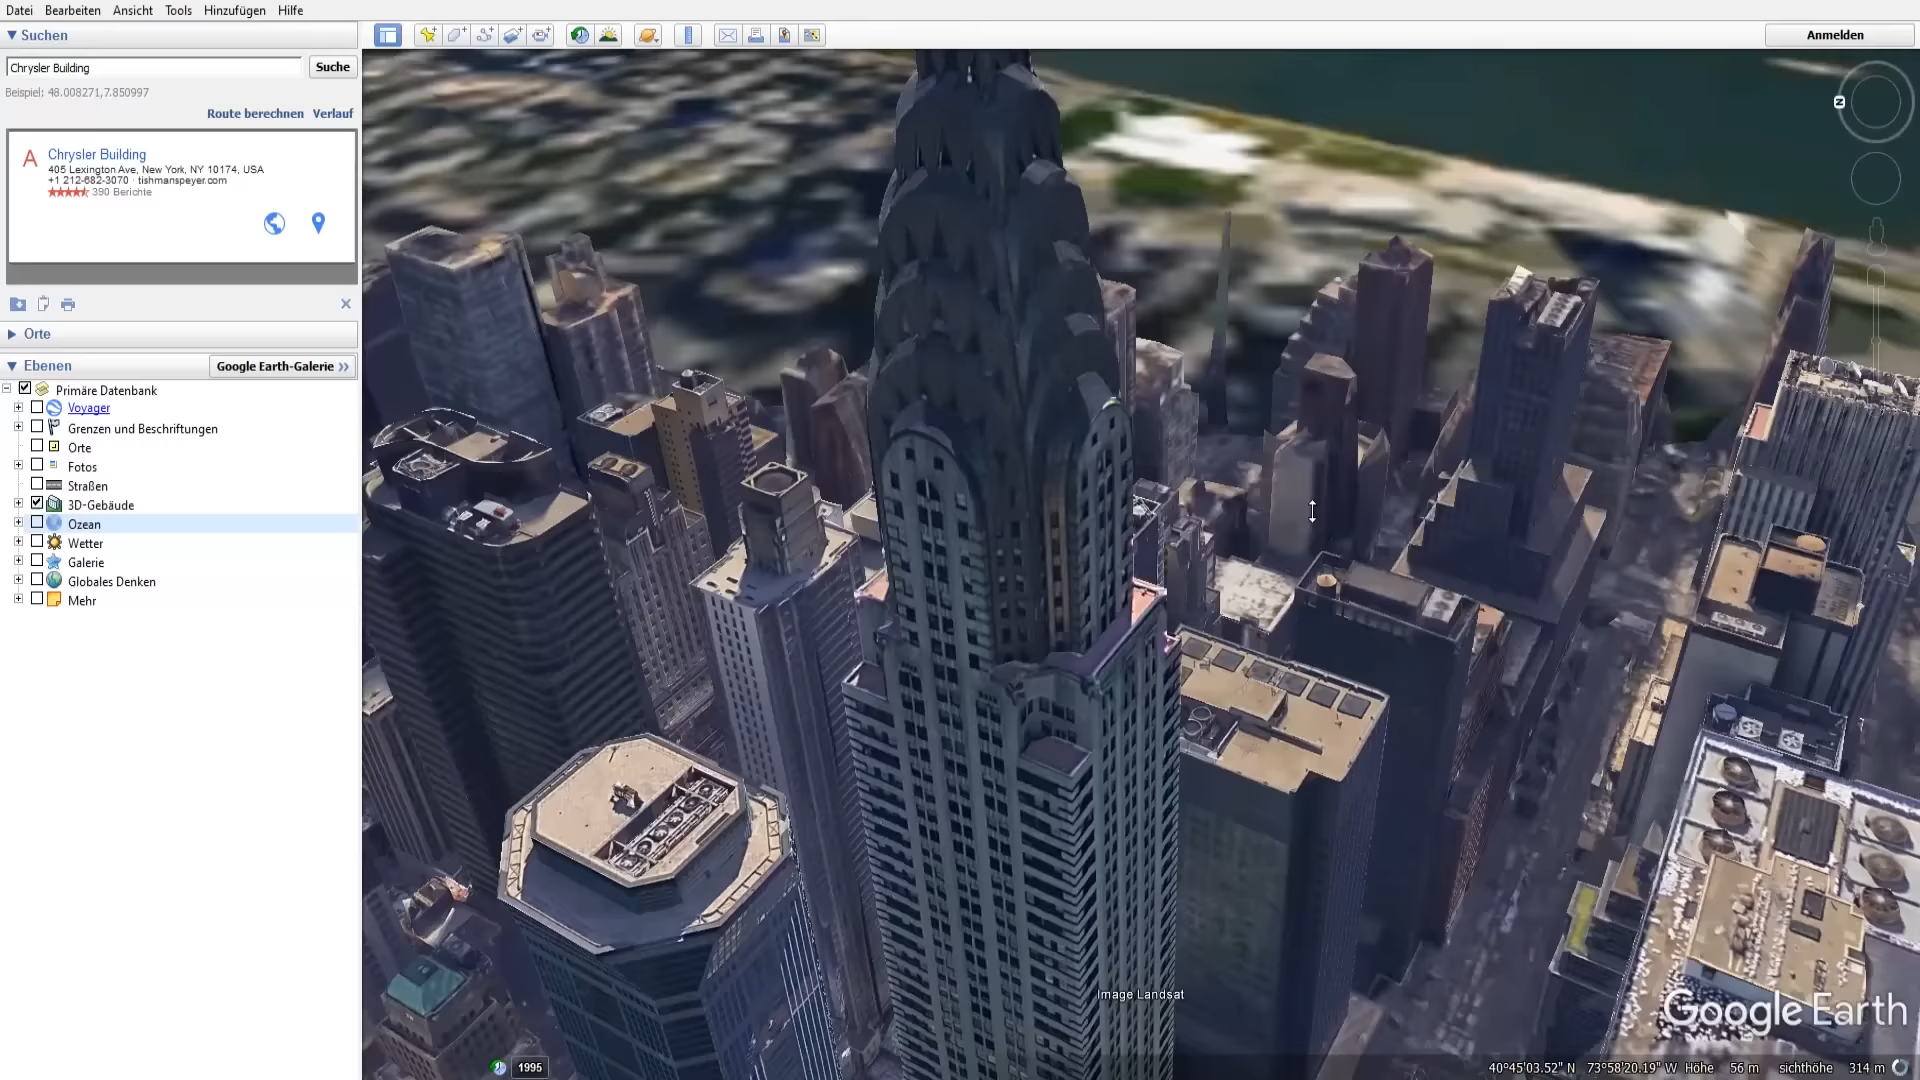 Datei Bearbeiten Ansicht Tools Hinzufügen Hilfe
Suchen
Chrysler Building
Suche
Beispiel: 48.008271,7.850997
Route berechnen Verlauf
A
Chrysler Building
405 Lexington Ave, New York, NY 10174, USA
+1 212-682-3070 · tishmanspeyer.com
390 Berichte
Orte
Ebenen
Google Earth-Galerie »
Primäre Datenbank
Voyager
Grenzen und Beschriftungen
Orte
Fotos
Straßen
3D-Gebäude
Ozean
Wetter
Galerie
Globales Denken
Mehr
Anmelden
N
Image Landsat
Google Earth
1995
40°45'03.52" N 73°58'20.19" W Höhe 56 m sichthöhe 314 m